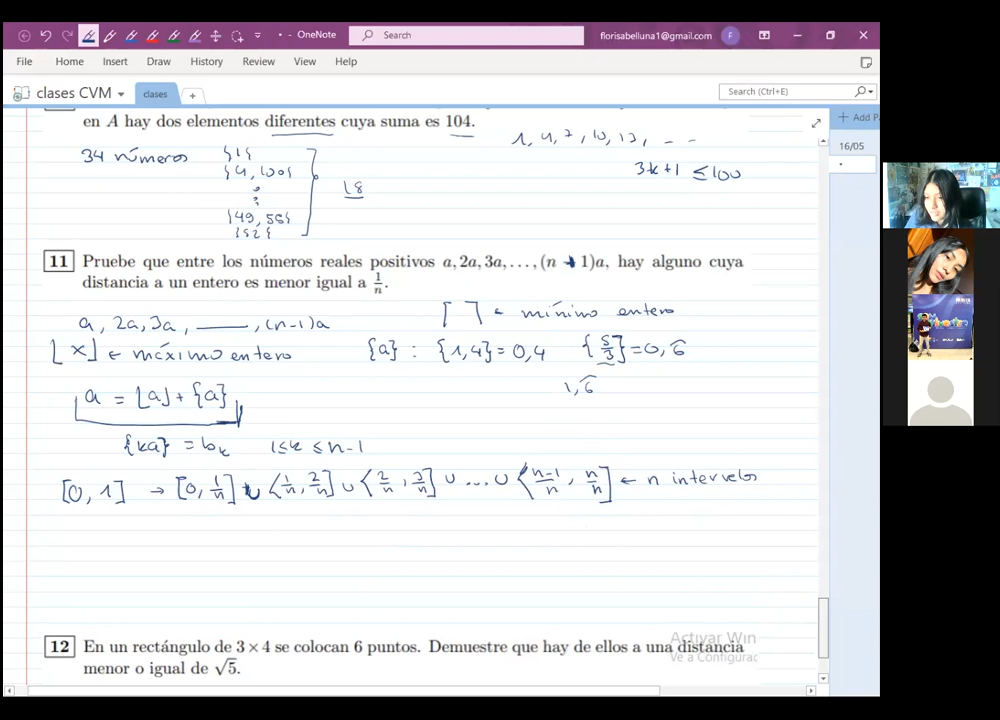 OneNote
Search
florisabelluna1@gmail.com F
File Home Insert Draw History Review View Help
clases CVM clases + Search (Ctrl+E)
+ Add Pa
16/05
en A hay dos elementos diferentes cuya suma es 104.
1, 4, 7, 10, 13, - -
34 números }1{
3k+1 ≤100
{4, 100}
18
{49, 55}
}52{
11 Pruebe que entre los números reales positivos a, 2a, 3a, . . . , (n - 1)a, hay alguno cuya
distancia a un entero es menor igual a 1/n.
a, 2a, 3a, ——, (n-1)a
⌈ ⌉ ← mínimo entero
⌊x⌋ ← máximo entero
{a} : {1,4} = 0,4 {5/3} = 0,6̂
1,6̂
a = ⌊a⌋ + {a}
{ka} = bₖ 1≤k ≤n-1
[0, 1] → [0, 1/n] ∪ ⟨1/n, 2/n] ∪ ⟨2/n, 3/n] ∪ ... ∪ ⟨n-1/n, n/n] ← n intervalos
12 En un rectángulo de 3 × 4 se colocan 6 puntos. Demuestre que hay de ellos a una distancia
menor o igual de √5.
Activar Win
Ve a Configurac